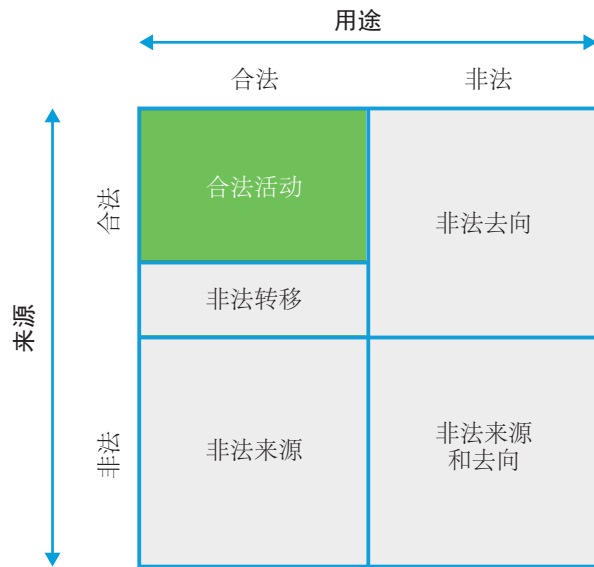 用途
合法
非法
来源
合法
非法
合法活动
非法去向
非法转移
非法来源
非法来源
和去向